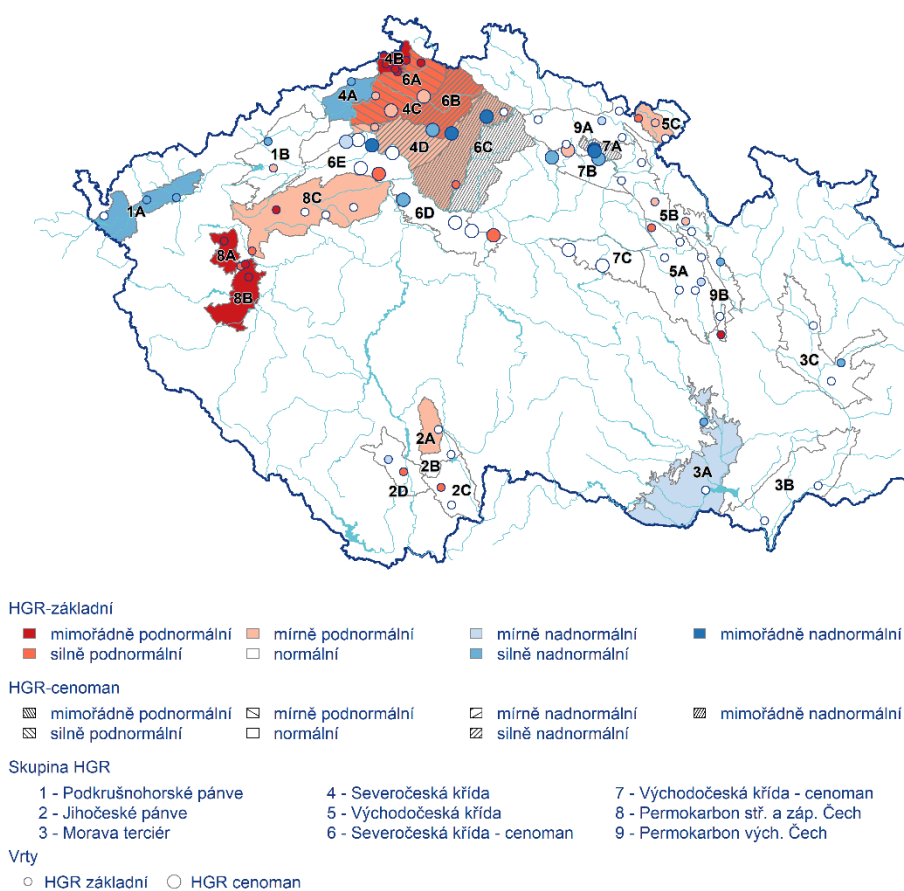 4B
6A
4A
4C
6B
5C
9A
1B
6E
4D
6C
7A
7B
1A
8C
6D
5B
8A
7C
5A
8B
9B
3C
2A
2B
3A
2D
2C
3B
HGR-základní
mimořádně podnormální mírně podnormální mírně nadnormální mimořádně nadnormální
silně podnormální normální silně nadnormální
HGR-cenoman
mimořádně podnormální mírně podnormální mírně nadnormální mimořádně nadnormální
silně podnormální normální silně nadnormální
Skupina HGR
1 - Podkrušnohorské pánve 4 - Severočeská křída 7 - Východočeská křída - cenoman
2 - Jihočeské pánve 5 - Východočeská křída 8 - Permokarbon stř. a záp. Čech
3 - Morava terciér 6 - Severočeská křída - cenoman 9 - Permokarbon vých. Čech
Vrty
HGR základní HGR cenoman